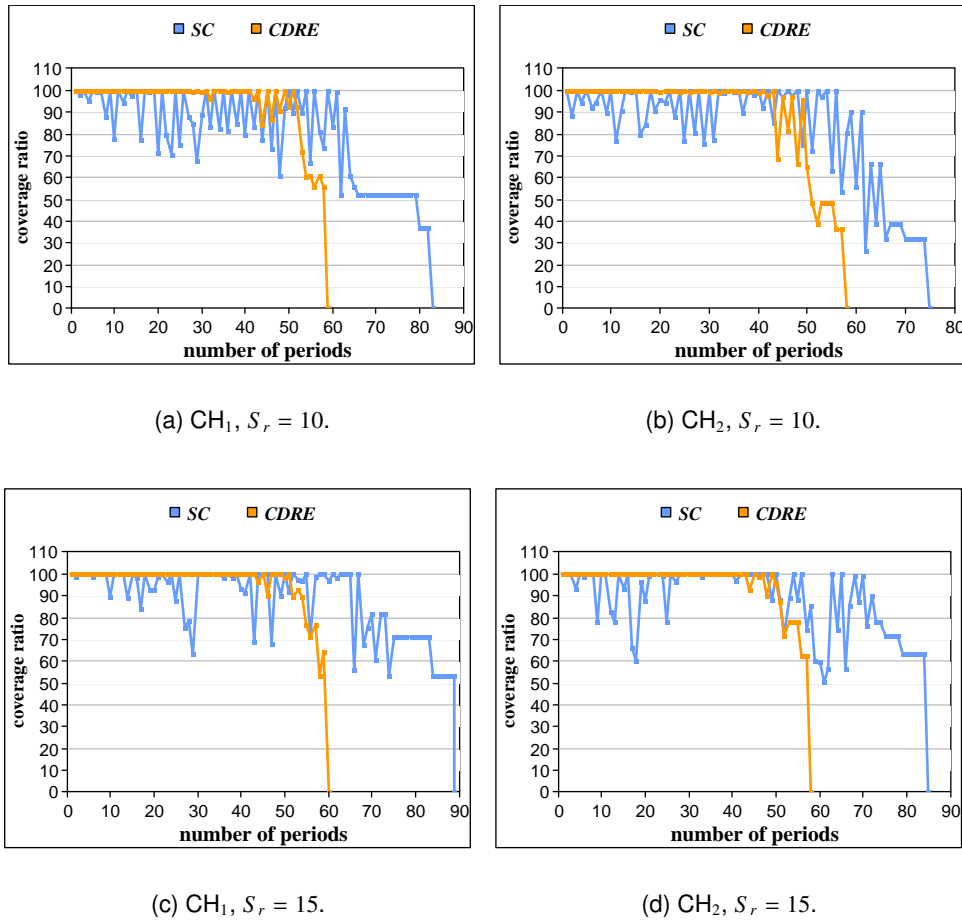 SC CDRE
110
100
90
80
70
60
50
40
30
20
10
0
coverage ratio
0 10 20 30 40 50 60 70 80 90
number of periods
(a) CH₁, S_r = 10.
SC CDRE
110
100
90
80
70
60
50
40
30
20
10
0
coverage ratio
0 10 20 30 40 50 60 70 80
number of periods
(b) CH₂, S_r = 10.
SC CDRE
110
100
90
80
70
60
50
40
30
20
10
0
coverage ratio
0 10 20 30 40 50 60 70 80 90
number of periods
(c) CH₁, S_r = 15.
SC CDRE
110
100
90
80
70
60
50
40
30
20
10
0
coverage ratio
0 10 20 30 40 50 60 70 80 90
number of periods
(d) CH₂, S_r = 15.